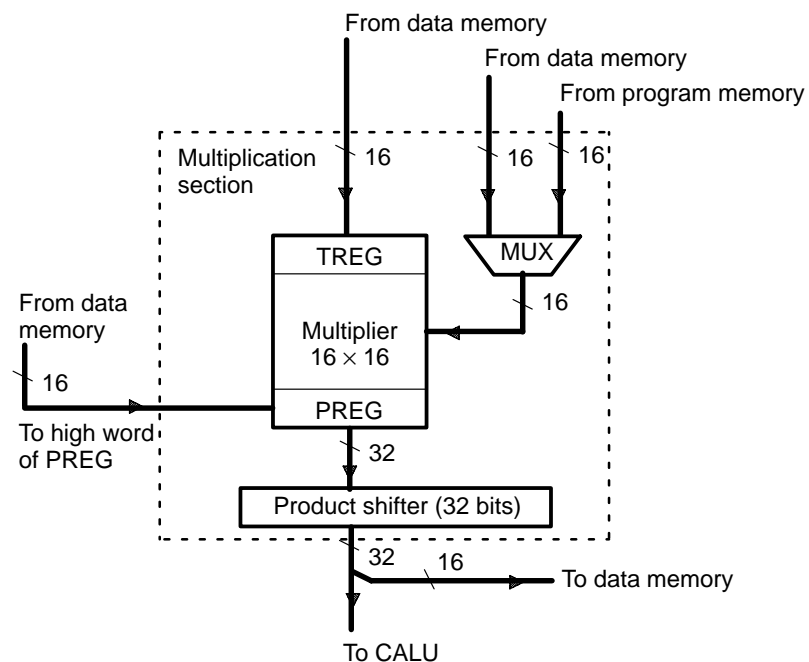 From data memory
From data memory
From program memory
Multiplication
section
16
16
16
TREG
MUX
From data
memory
16
Multiplier
16 × 16
16
PREG
To high word
of PREG
32
Product shifter (32 bits)
32
16
To data memory
To CALU